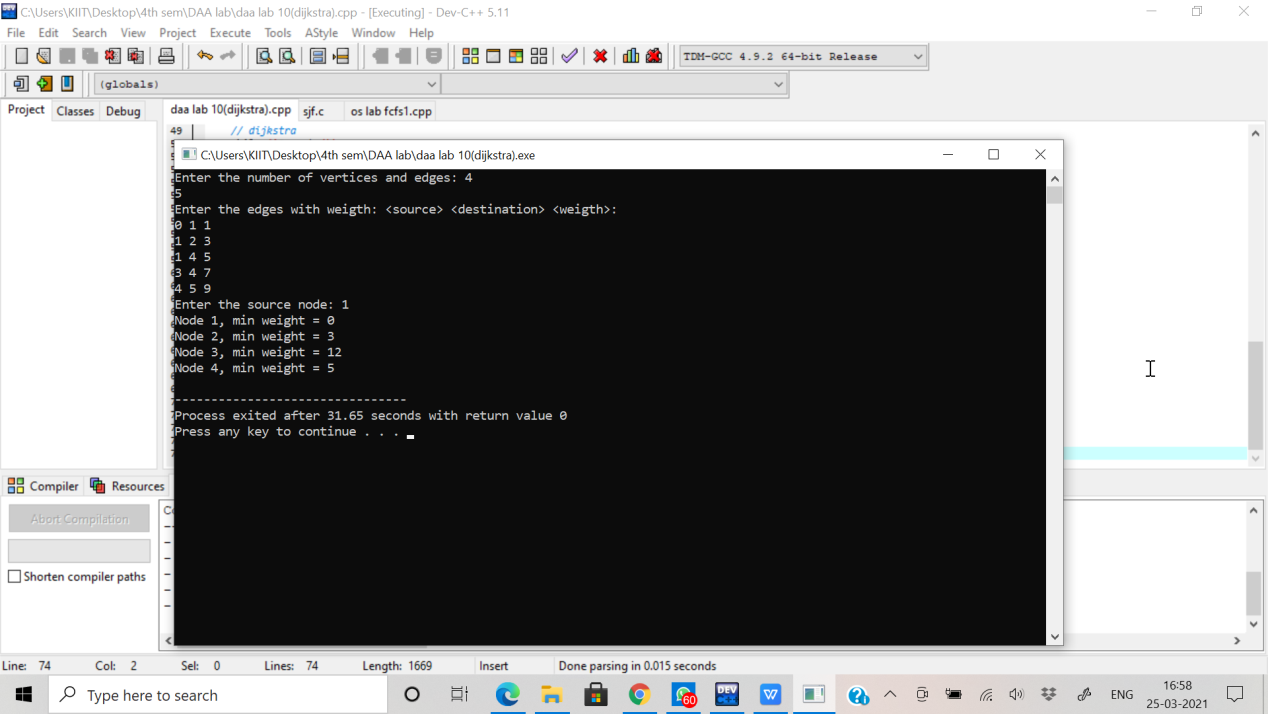 C:\Users\KIIT\Desktop\4th sem\DAA lab\daa lab 10(dijkstra).cpp - [Executing] - Dev-C++ 5.11
File Edit Search View Project Execute Tools AStyle Window Help
TDM-GCC 4.9.2 64-bit Release
(globals)
Project Classes Debug
daa lab 10(dijkstra).cpp sjf.c os lab fcfs1.cpp
49 // dijkstra
C:\Users\KIIT\Desktop\4th sem\DAA lab\daa lab 10(dijkstra).exe
Enter the number of vertices and edges: 4
5
Enter the edges with weigth: <source> <destination> <weigth>:
0 1 1
1 2 3
1 4 5
3 4 7
4 5 9
Enter the source node: 1
Node 1, min weight = 0
Node 2, min weight = 3
Node 3, min weight = 12
Node 4, min weight = 5
--------------------------------
Process exited after 31.65 seconds with return value 0
Press any key to continue . . .
Compiler Resources
Abort Compilation
Shorten compiler paths
Line: 74 Col: 2 Sel: 0 Lines: 74 Length: 1669 Insert Done parsing in 0.015 seconds
Type here to search
60
DEV
W
ENG
16:58
25-03-2021